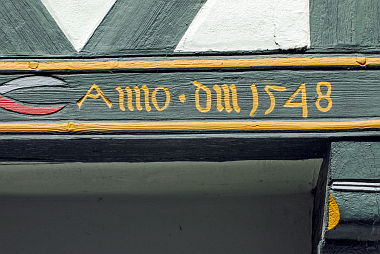 Anno · dm 1548